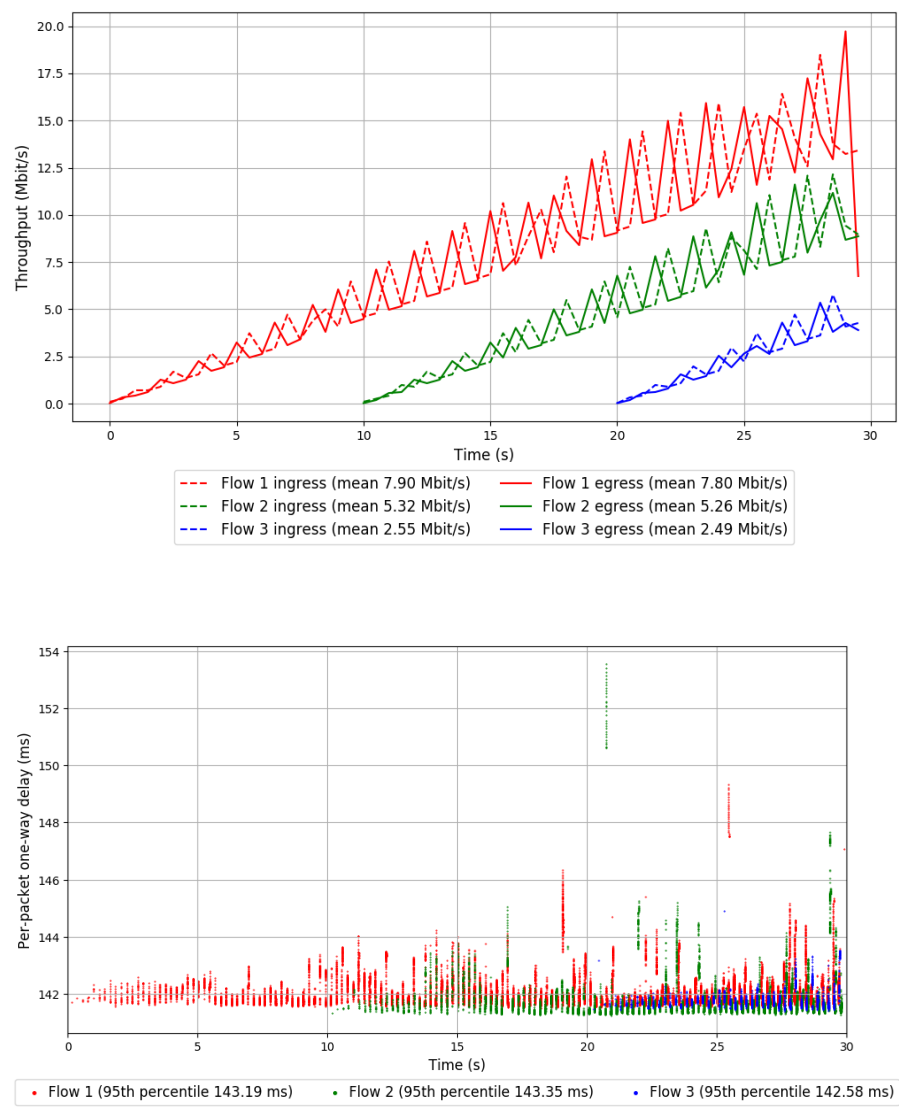 20.0
17.5
15.0
12.5
10.0
7.5
5.0
2.5
0.0
Throughput (Mbit/s)
0 5 10 15 20 25 30
Time (s)
Flow 1 ingress (mean 7.90 Mbit/s) Flow 1 egress (mean 7.80 Mbit/s)
Flow 2 ingress (mean 5.32 Mbit/s) Flow 2 egress (mean 5.26 Mbit/s)
Flow 3 ingress (mean 2.55 Mbit/s) Flow 3 egress (mean 2.49 Mbit/s)
154
152
150
148
146
144
142
Per-packet one-way delay (ms)
0 5 10 15 20 25 30
Time (s)
Flow 1 (95th percentile 143.19 ms) Flow 2 (95th percentile 143.35 ms) Flow 3 (95th percentile 142.58 ms)